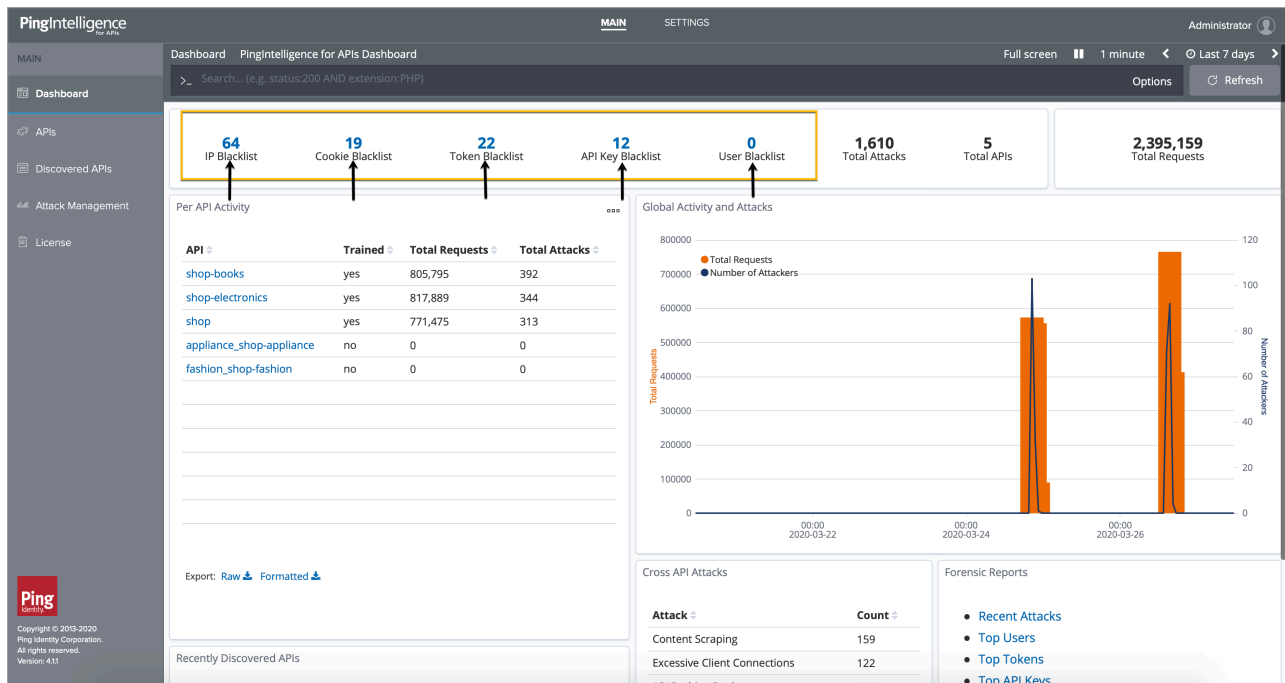 PingIntelligence
for APIs
MAIN
SETTINGS
Administrator
MAIN
Dashboard
APIs
Discovered APIs
Attack Management
License
Dashboard PingIntelligence for APIs Dashboard
Full screen 1 minute Last 7 days
>_ Search... (e.g. status:200 AND extension:PHP)
Options
Refresh
64
IP Blacklist
19
Cookie Blacklist
22
Token Blacklist
12
API Key Blacklist
0
User Blacklist
1,610
Total Attacks
5
Total APIs
2,395,159
Total Requests
Per API Activity
API Trained Total Requests Total Attacks
shop-books yes 805,795 392
shop-electronics yes 817,889 344
shop yes 771,475 313
appliance_shop-appliance no 0 0
fashion_shop-fashion no 0 0
Export: Raw Formatted
Global Activity and Attacks
Total Requests
Number of Attackers
800000
700000
600000
500000
400000
300000
200000
100000
0
Total Requests
120
100
80
60
40
20
0
Number of Attackers
00:00
2020-03-22
00:00
2020-03-24
00:00
2020-03-26
Cross API Attacks
Attack Count
Content Scraping 159
Excessive Client Connections 122
Forensic Reports
Recent Attacks
Top Users
Top Tokens
Top API Keys
Recently Discovered APIs
Ping
Identity
Copyright © 2013-2020
Ping Identity Corporation.
All rights reserved.
Version: 4.1.1